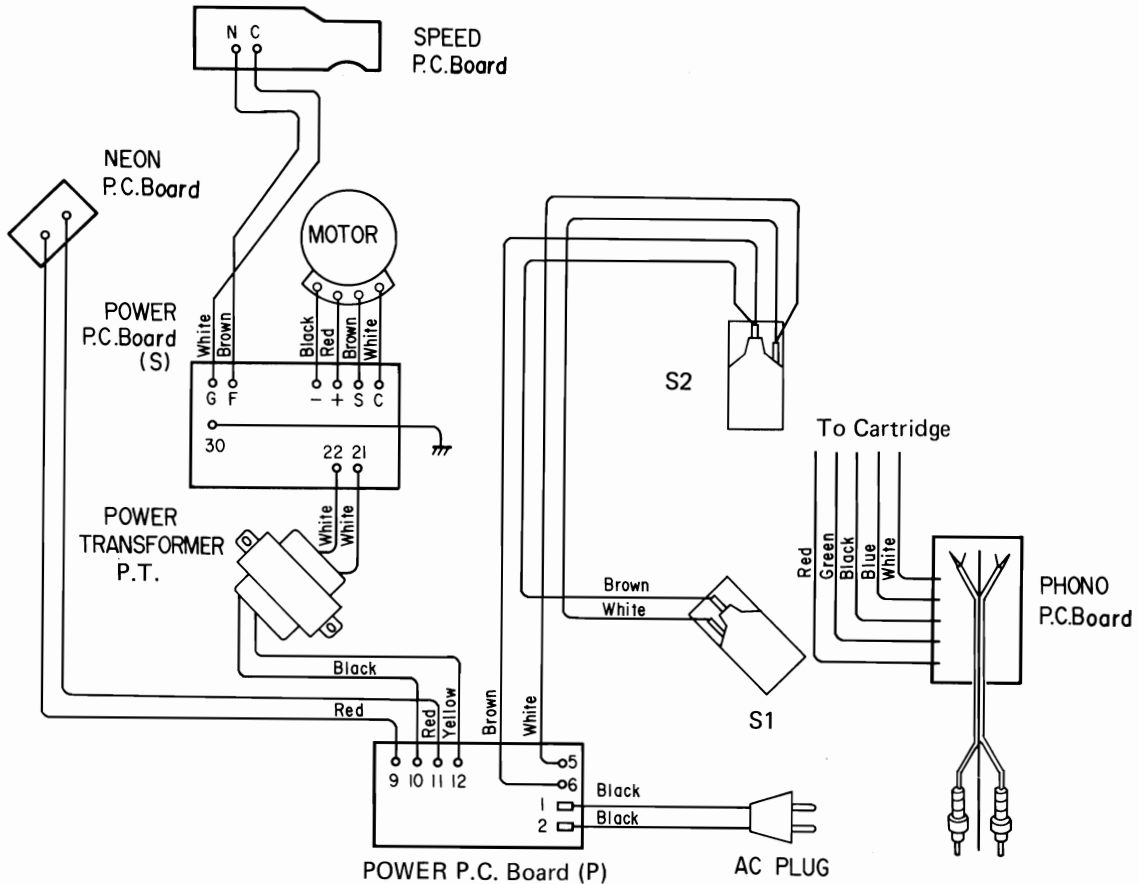 N C
SPEED
P.C.Board
NEON
P.C.Board
MOTOR
POWER
P.C.Board
(S)
White
Brown
Black
Red
Brown
White
G F - + S C
30
22 21
White
White
S2
To Cartridge
Red
Green
Black
Blue
White
PHONO
P.C.Board
POWER
TRANSFORMER
P.T.
Brown
White
S1
Black
Red
Red
Yellow
Brown
White
9 10 11 12
5
6
1
2
Black
Black
AC PLUG
POWER P.C. Board (P)